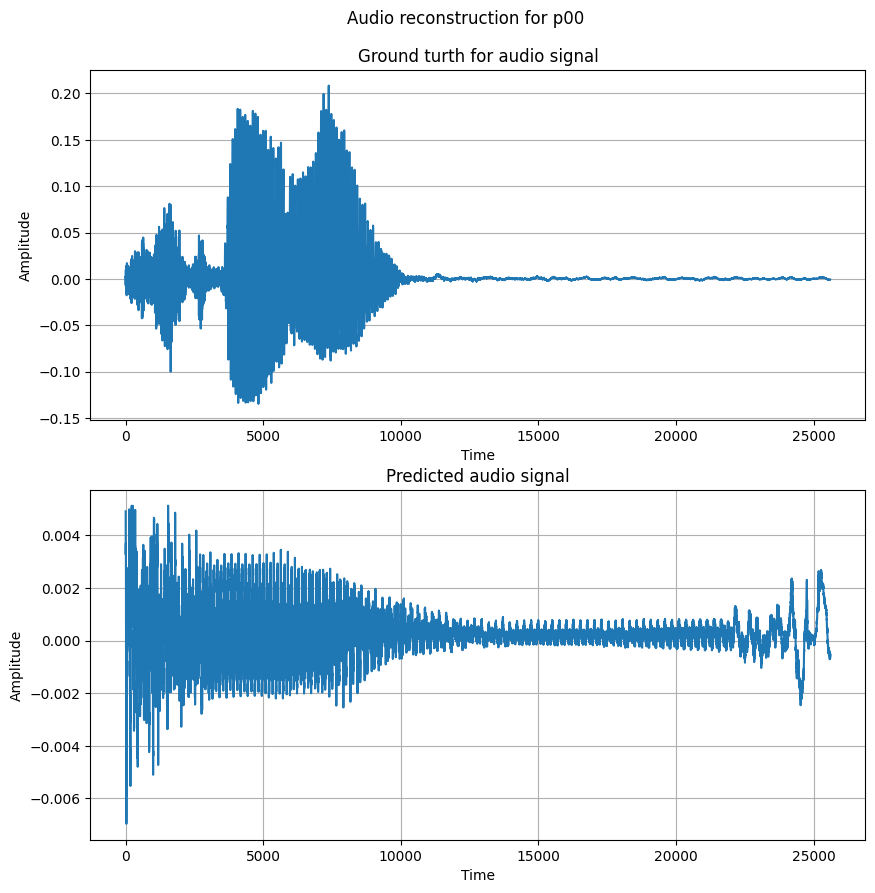 Audio reconstruction for p00
Ground turth for audio signal
0.20
0.15
0.10
0.05
0.00
−0.05
−0.10
−0.15
Amplitude
0 5000 10000 15000 20000 25000
Time
Predicted audio signal
0.004
0.002
0.000
−0.002
−0.004
−0.006
Amplitude
0 5000 10000 15000 20000 25000
Time